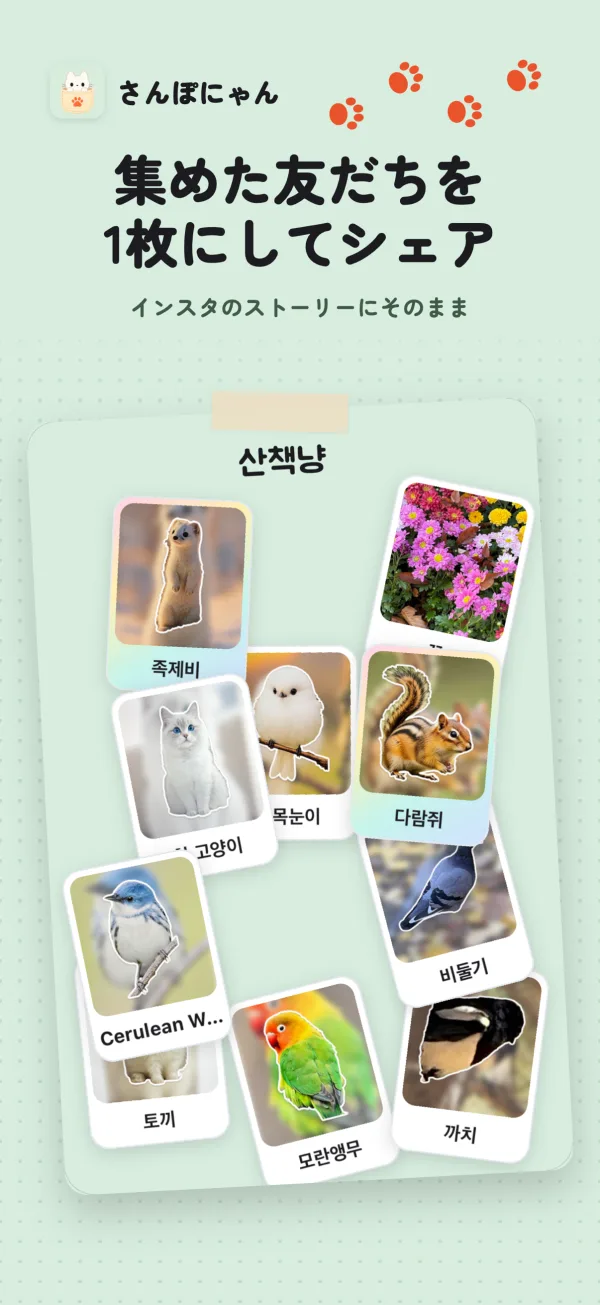 さんぽにゃん
集めた友だちを
1枚にしてシェア
インスタのストーリーにそのまま
산책냥
족제비
목눈이
다람쥐
고양이
비둘기
Cerulean W...
토끼
모란앵무
까치